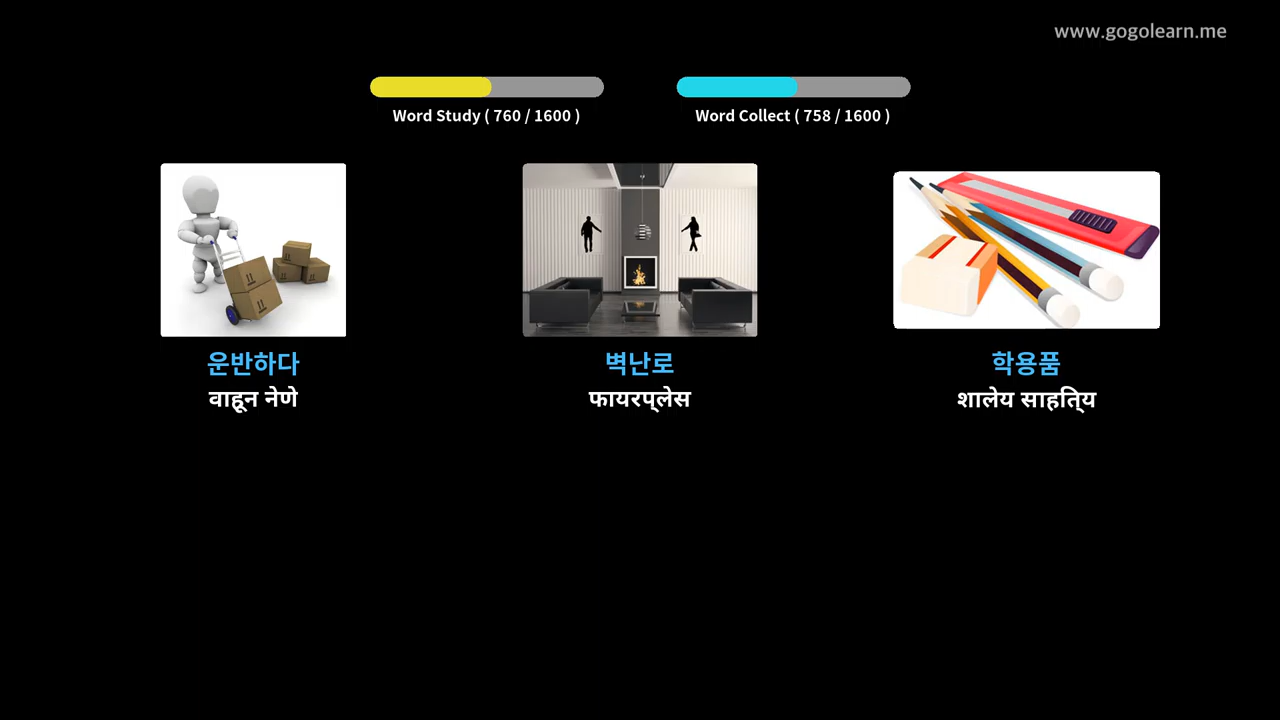 www.gogolearn.me
Word Study ( 760 / 1600 )
Word Collect ( 758 / 1600 )
운반하다
벽난로
학용품
वाहून नेणे
फायरप्लेस
शालेय साहित्य